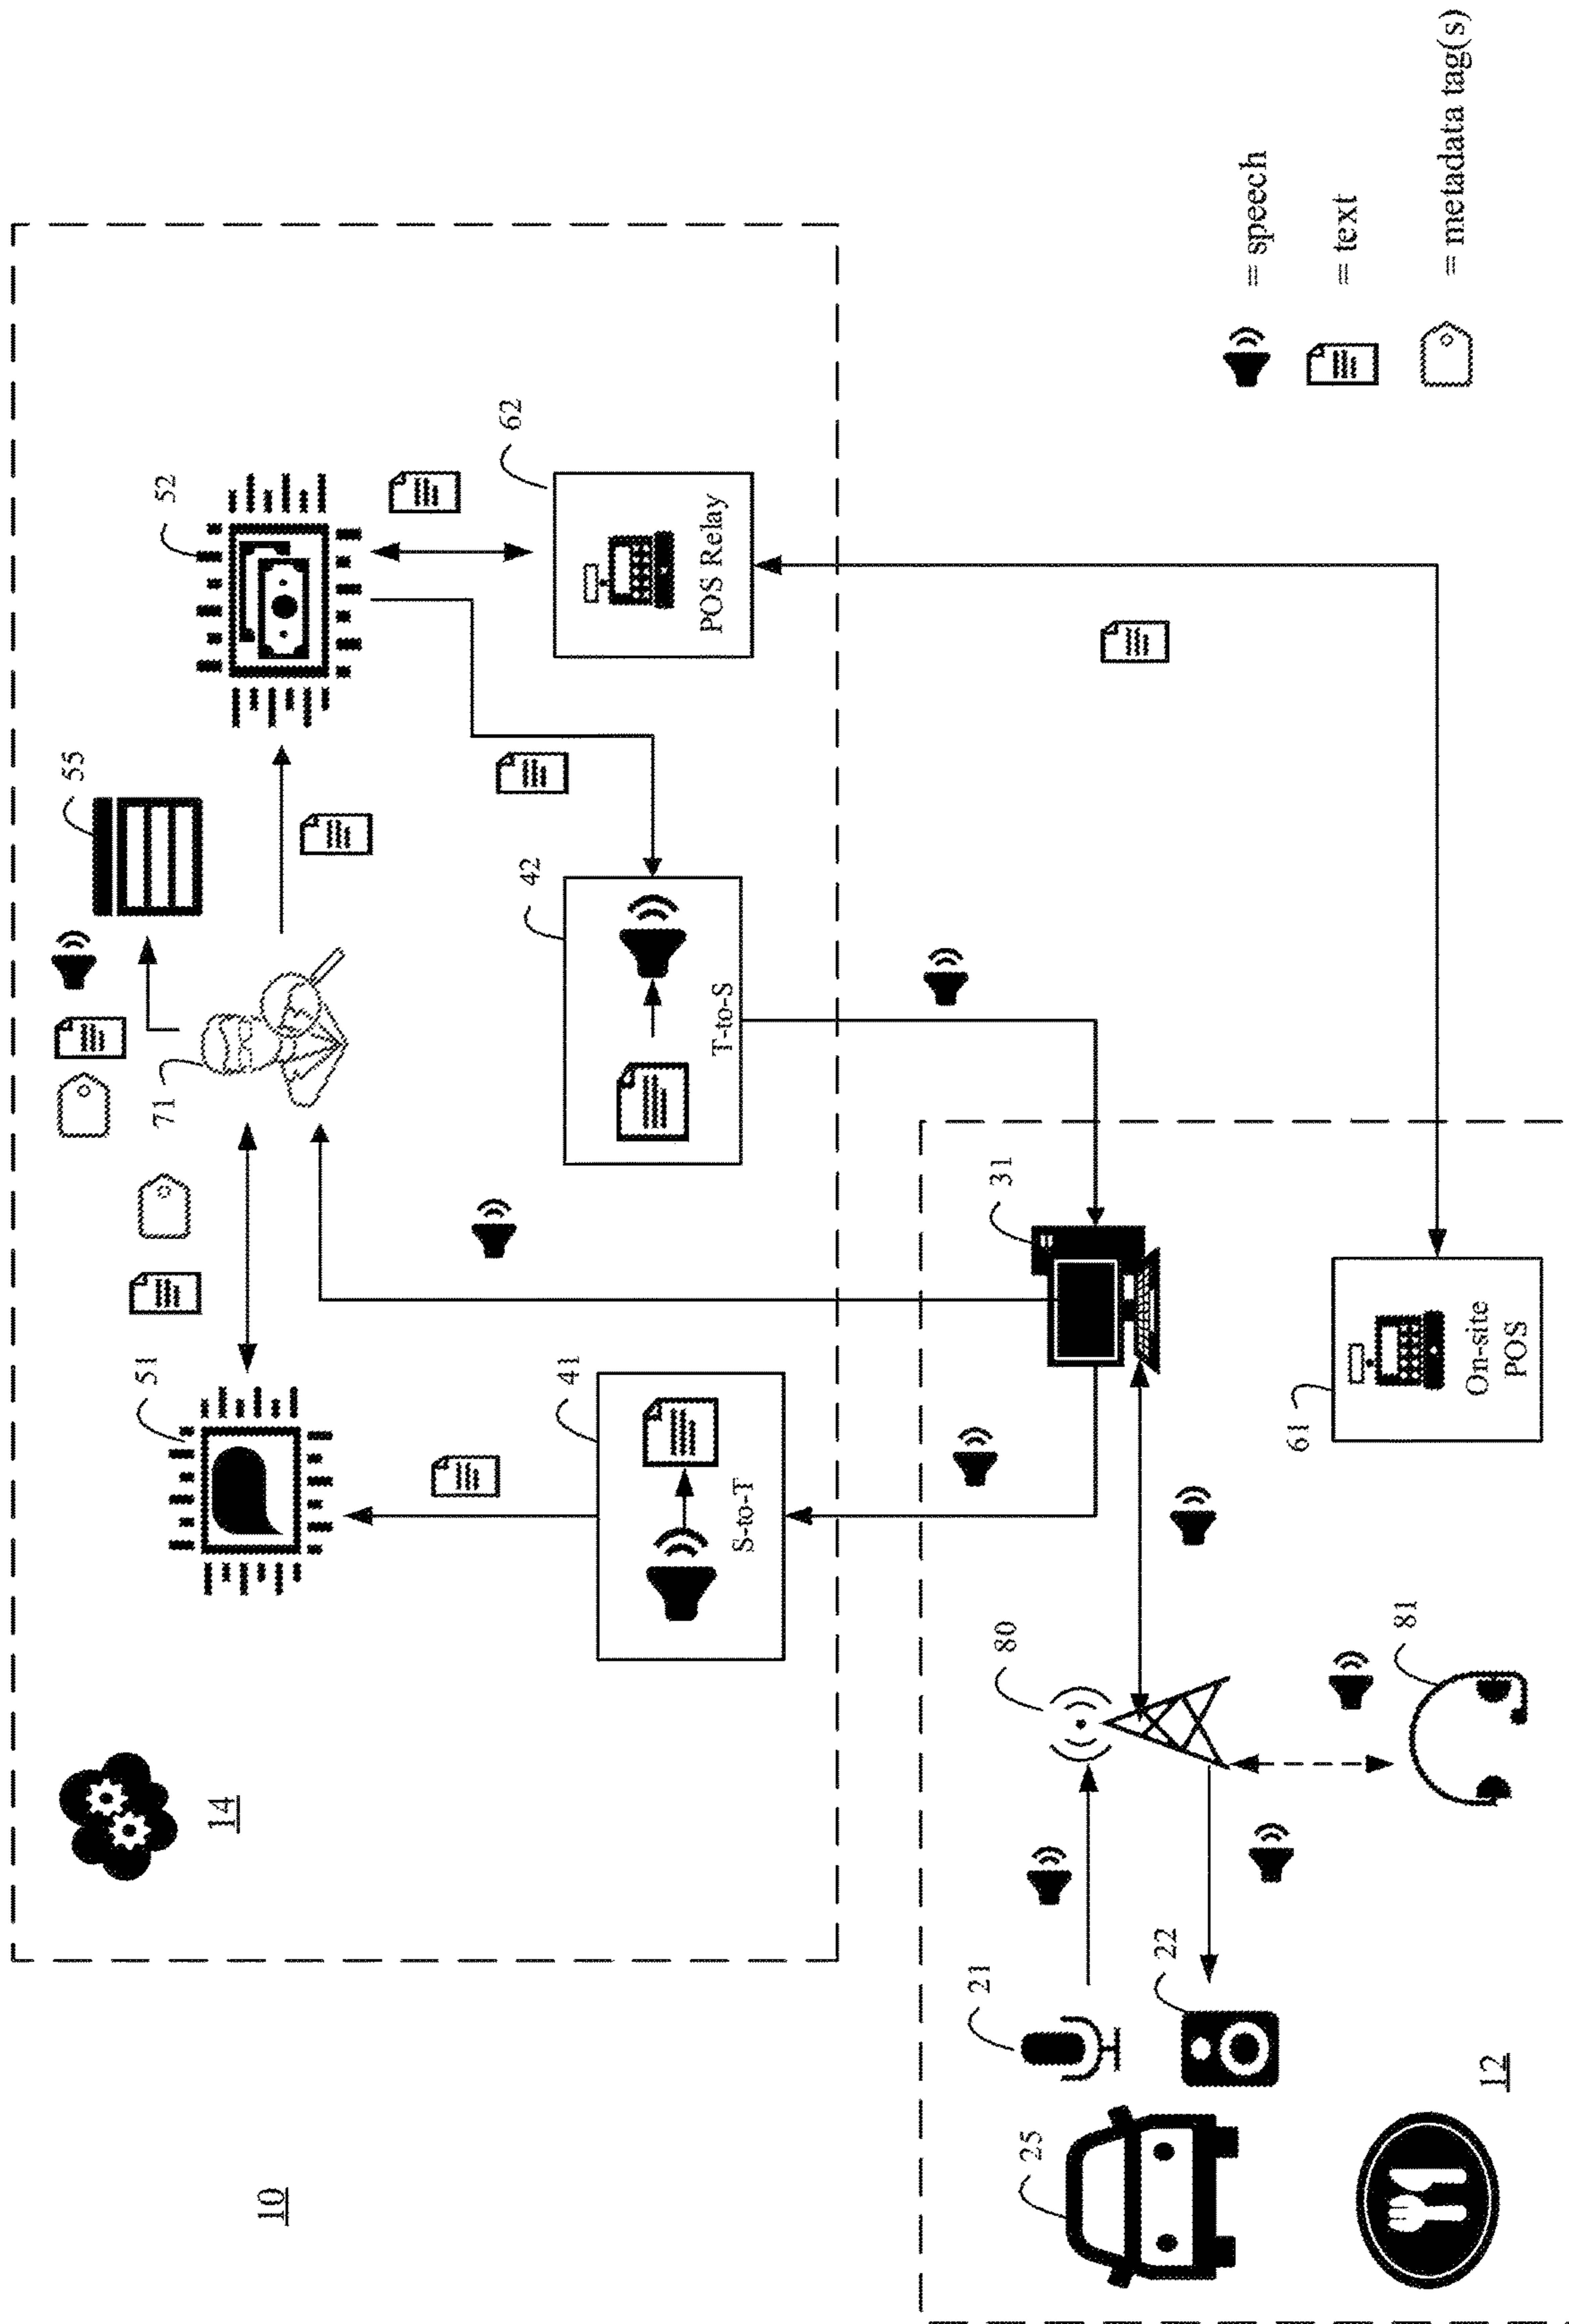 10
14
51
71
55
52
41
S-to-T
42
T-to-S
62
POS Relay
25
21
22
80
81
31
61
On-site
POS
12
= speech
= text
= metadata tag(s)